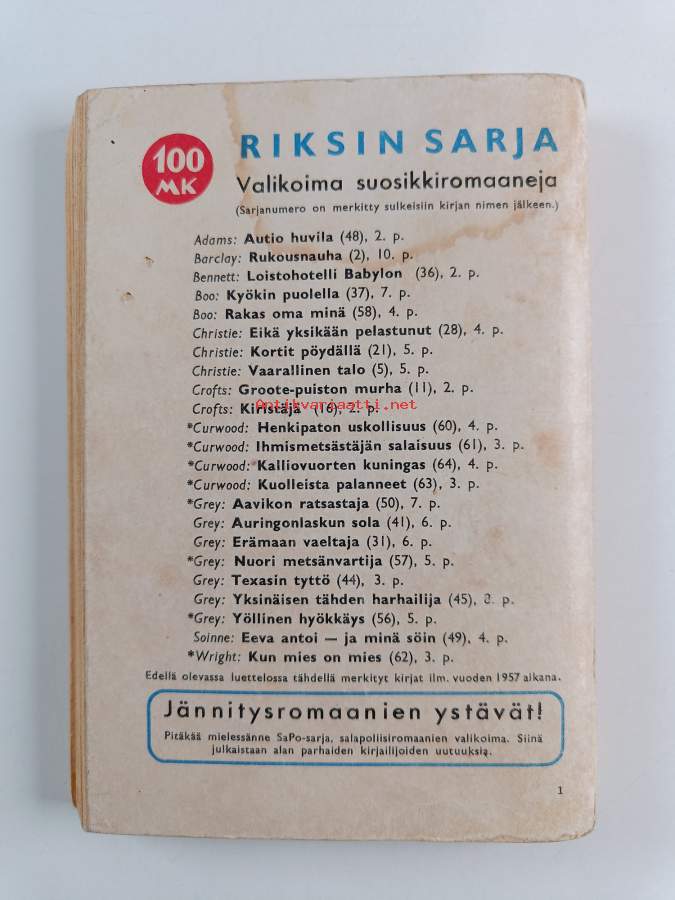 100
MK
RIKSIN SARJA
Valikoima suosikkiromaaneja
(Sarjanumero on merkitty sulkeisiin kirjan nimen jälkeen.)
Adams: Autio huvila (48), 2. p.
Barclay: Rukousnauha (2), 10. p.
Bennett: Loistohotelli Babylon (36), 2. p.
Boo: Kyökin puolella (37), 7. p.
Boo: Rakas oma minä (58), 4. p.
Christie: Eikä yksikään pelastunut (28), 4. p.
Christie: Kortit pöydällä (21), 5. p.
Christie: Vaarallinen talo (5), 5. p.
Crofts: Groote-puiston murha (11), 2. p.
Antikvariaatti.net
Crofts: Kiristäjä (16), 2. p.
*Curwood: Henkipaton uskollisuus (60), 4. p.
*Curwood: Ihmismetsästäjän salaisuus (61), 3. p.
*Curwood: Kalliovuorten kuningas (64), 4. p.
*Curwood: Kuolleista palanneet (63), 3. p.
*Grey: Aavikon ratsastaja (50), 7. p.
Grey: Auringonlaskun sola (41), 6. p.
Grey: Erämaan vaeltaja (31), 6. p.
*Grey: Nuori metsänvartija (57), 5. p.
Grey: Texasin tyttö (44), 3. p.
Grey: Yksinäisen tähden harhailija (45), p.
*Grey: Yöllinen hyökkäys (56), 5. p.
Soinne: Eeva antoi — ja minä söin (49), 4. p.
*Wright: Kun mies on mies (62), 3. p.
Edellä olevassa luettelossa tähdellä merkityt kirjat ilm. vuoden 1957 aikana.
Jännitysromaanien ystävät!
Pitäkää mielessänne SaPo-sarja, salapoliisiromaanien valikoima. Siinä
julkaistaan alan parhaiden kirjailijoiden uutuuksia.
1